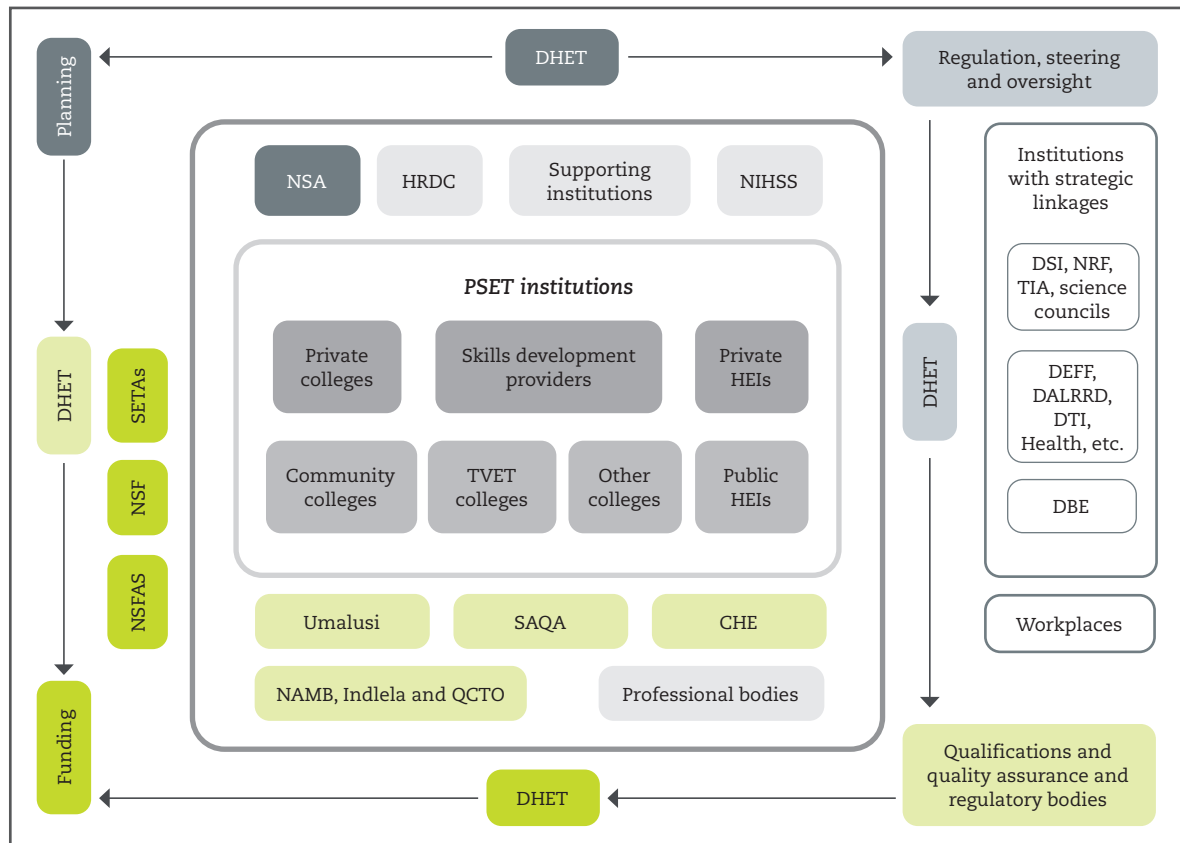 DHET
Planning
Regulation, steering
and oversight
NSA
HRDC
Supporting
institutions
NIHSS
Institutions
with strategic
linkages
DSI, NRF,
TIA, science
councils
DEFF,
DALRRD,
DTI,
Health, etc.
DBE
Workplaces
PSET institutions
Private
colleges
Skills development
providers
Private
HEIs
Community
colleges
TVET
colleges
Other
colleges
Public
HEIs
DHET
SETAs
NSF
NSFAS
DHET
Umalusi
SAQA
CHE
NAMB, Indlela and QCTO
Professional bodies
Funding
DHET
Qualifications and
quality assurance and
regulatory bodies